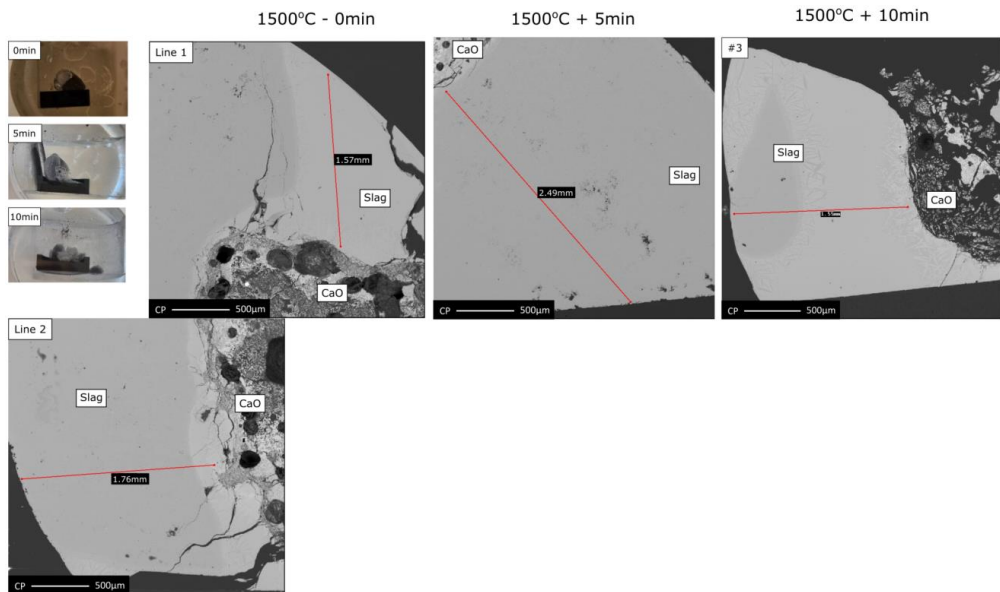 1500°C - 0min
1500°C + 5min
1500°C + 10min
0min
5min
10min
Line 1
1.57mm
Slag
CaO
CP 500μm
CaO
2.49mm
Slag
CP 500μm
#3
Slag
CaO
CP 500μm
Line 2
Slag
CaO
1.76mm
CP 500μm